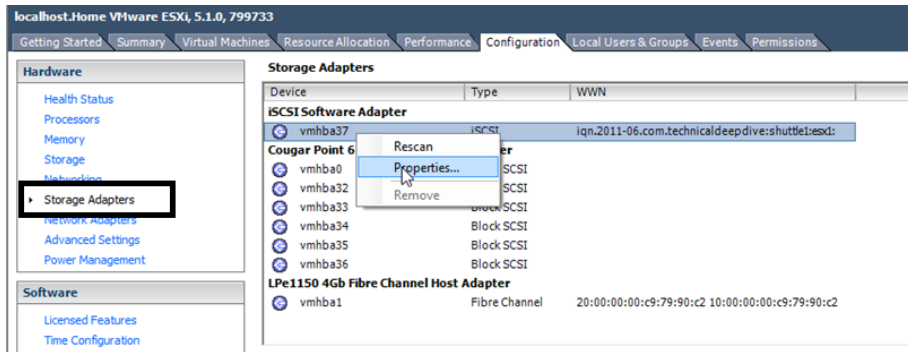 localhost.Home VMware ESXi, 5.1.0, 799733
Getting Started Summary Virtual Machines Resource Allocation Performance Configuration Local Users & Groups Events Permissions
Hardware
Health Status
Processors
Memory
Storage
Networking
Storage Adapters
Network Adapters
Advanced Settings
Power Management
Software
Licensed Features
Time Configuration
Storage Adapters
Device Type WWN
iSCSI Software Adapter
vmhba37 iSCSI iqn.2011-06.com.technicaldeepdive:shuttle1:esxi1:
Rescan
Properties...
Remove
Cougar Point 6
vmhba0 SCSI
vmhba32 SCSI
vmhba33 Block SCSI
vmhba34 Block SCSI
vmhba35 Block SCSI
vmhba36 Block SCSI
LPe1150 4Gb Fibre Channel Host Adapter
vmhba1 Fibre Channel 20:00:00:00:c9:79:90:c2 10:00:00:00:c9:79:90:c2